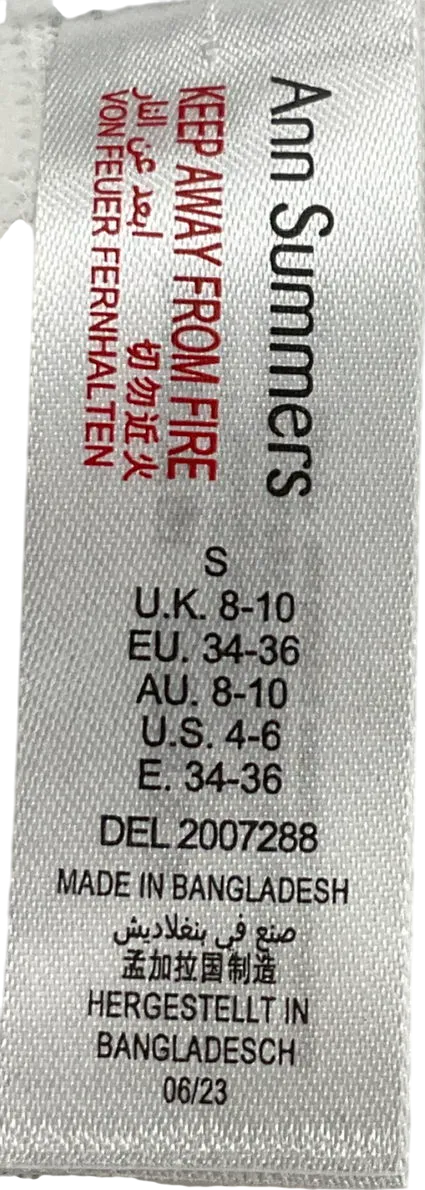 Ann Summers
KEEP AWAY FROM FIRE
ابعد عن النار 切勿近火
VON FEUER FERNHALTEN
S
U.K. 8-10
EU. 34-36
AU. 8-10
U.S. 4-6
E. 34-36
DEL 2007288
MADE IN BANGLADESH
صنع في بنغلاديش
孟加拉国制造
HERGESTELLT IN
BANGLADESCH
06/23